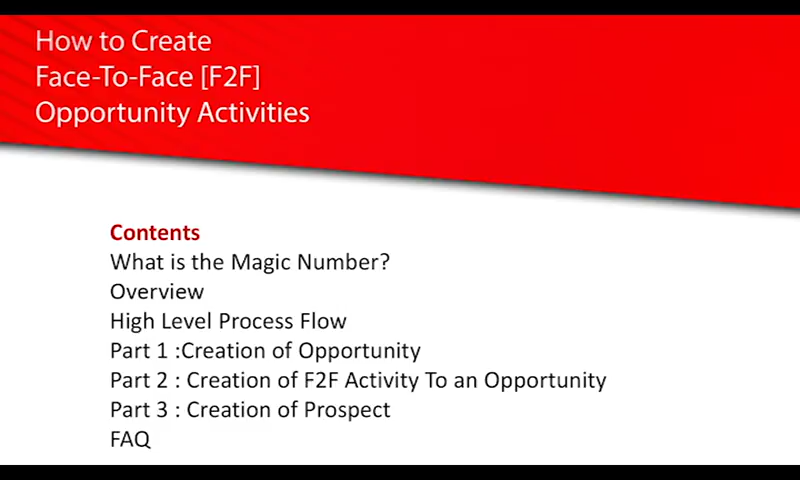 How to Create
Face-To-Face [F2F]
Opportunity Activities
Contents
What is the Magic Number?
Overview
High Level Process Flow
Part 1 :Creation of Opportunity
Part 2 : Creation of F2F Activity To an Opportunity
Part 3 : Creation of Prospect
FAQ